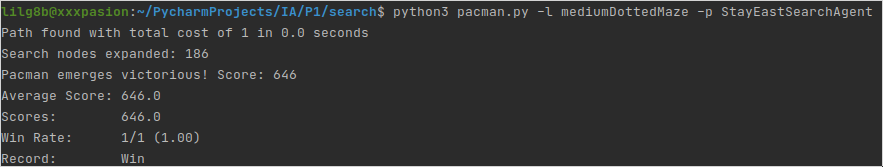 lilg8b@xxxpasion:~/PycharmProjects/IA/P1/search$ python3 pacman.py -l mediumDottedMaze -p StayEastSearchAgent
Path found with total cost of 1 in 0.0 seconds
Search nodes expanded: 186
Pacman emerges victorious! Score: 646
Average Score: 646.0
Scores:        646.0
Win Rate:      1/1 (1.00)
Record:        Win